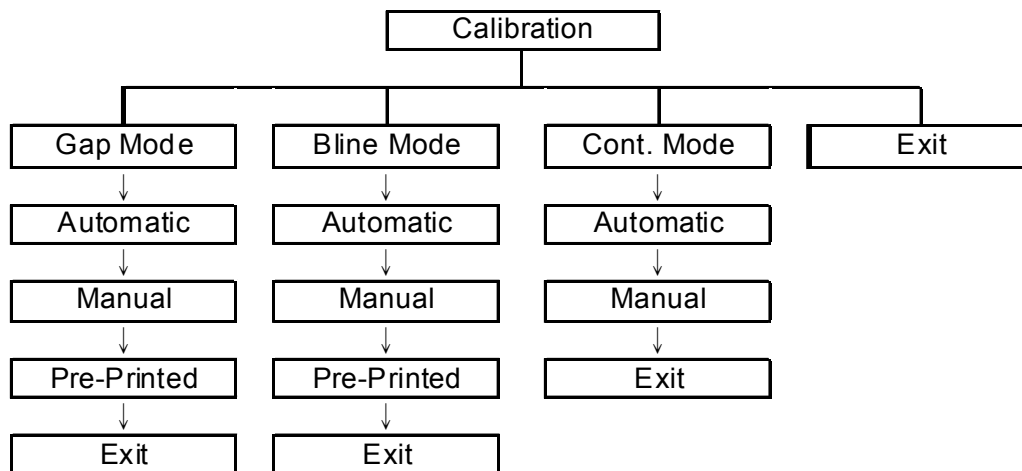 Calibration
Gap Mode
Bline Mode
Cont. Mode
Exit
Automatic
Automatic
Automatic
Manual
Manual
Manual
Pre-Printed
Pre-Printed
Exit
Exit
Exit